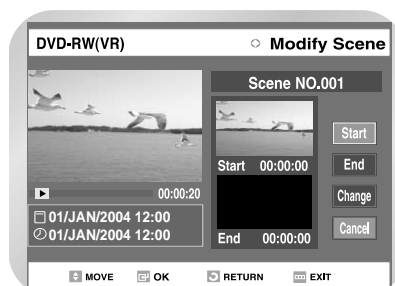 DVD-RW(VR)
Modify Scene
Scene NO.001
Start 00:00:00
End 00:00:00
Start
End
Change
Cancel
00:00:20
01/JAN/2004 12:00
01/JAN/2004 12:00
MOVE OK RETURN EXIT